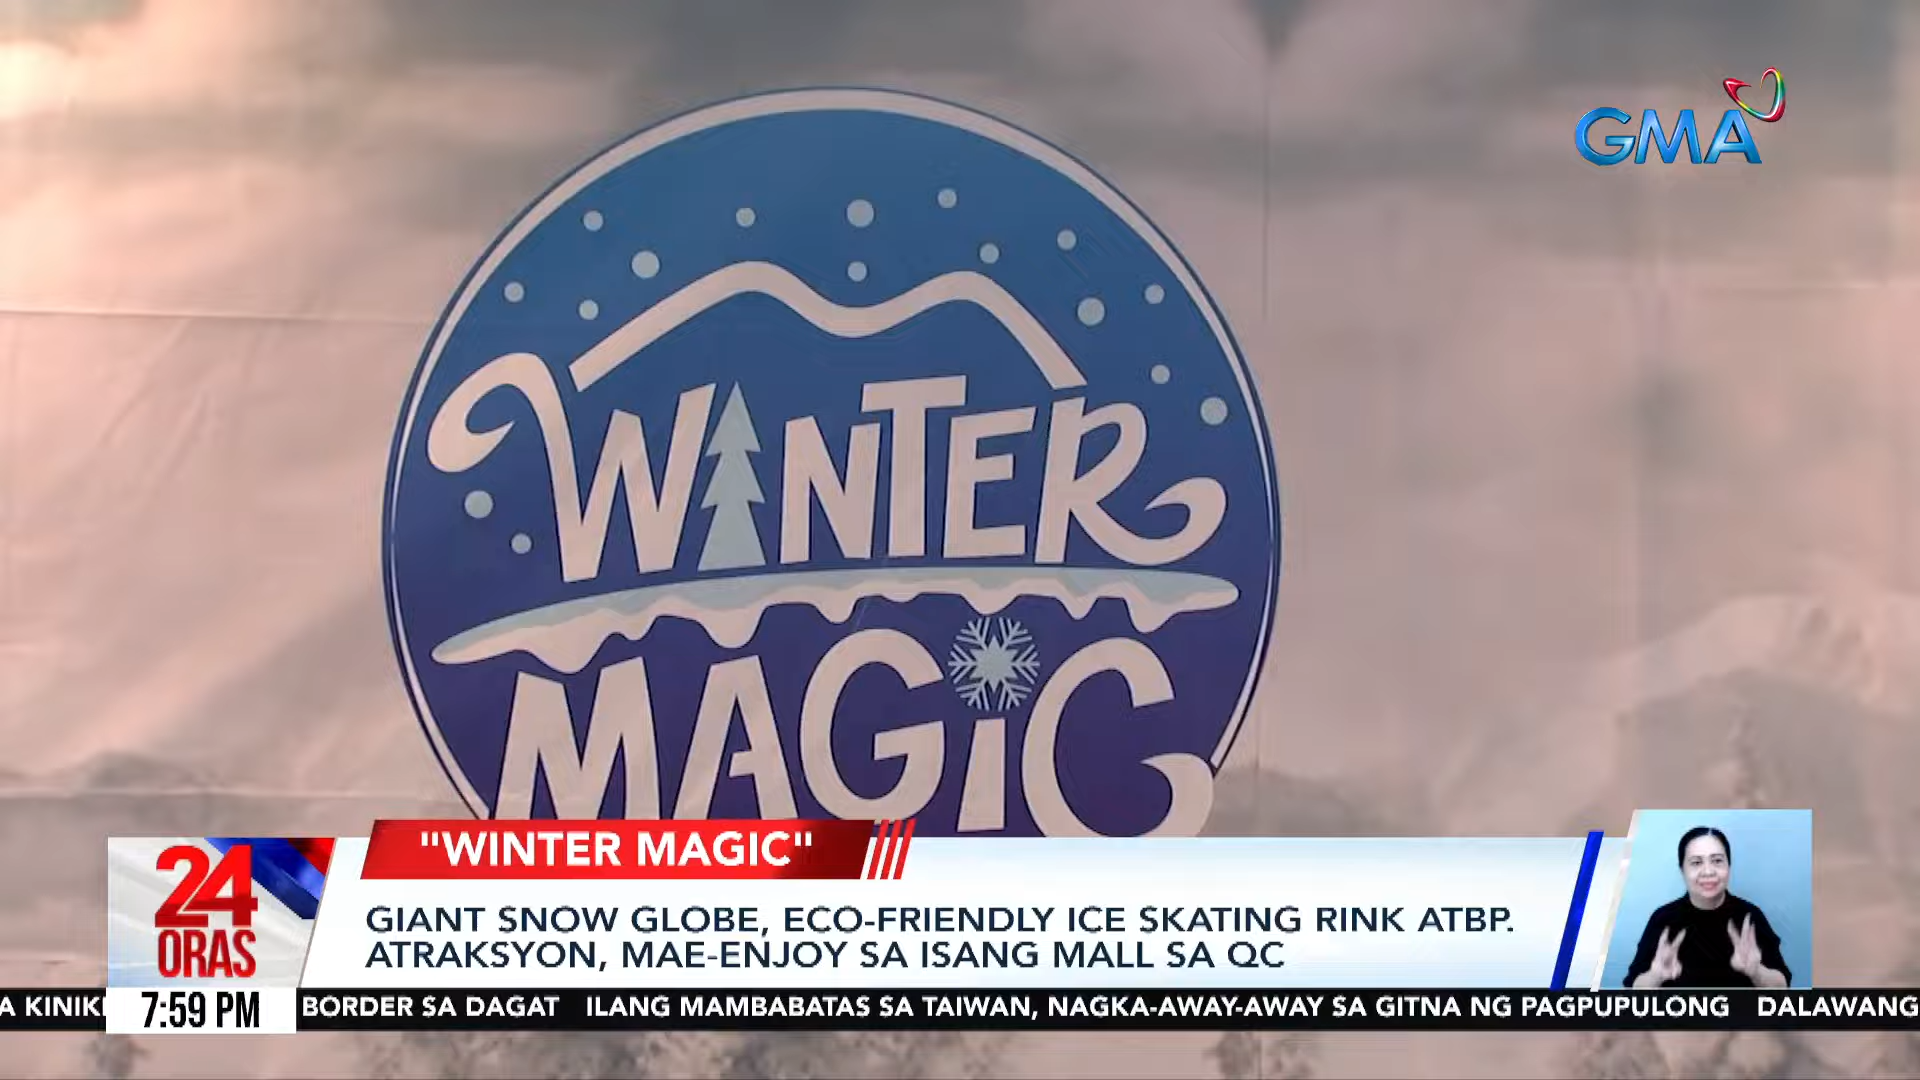 GMA
WINTER
MAGIC
"WINTER MAGIC"
24
ORAS
GIANT SNOW GLOBE, ECO-FRIENDLY ICE SKATING RINK ATBP.
ATRAKSYON, MAE-ENJOY SA ISANG MALL SA QC
7:59 PM
A KINIK BORDER SA DAGAT ILANG MAMBABATAS SA TAIWAN, NAGKA-AWAY-AWAY SA GITNA NG PAGPUPULONG DALAWANG